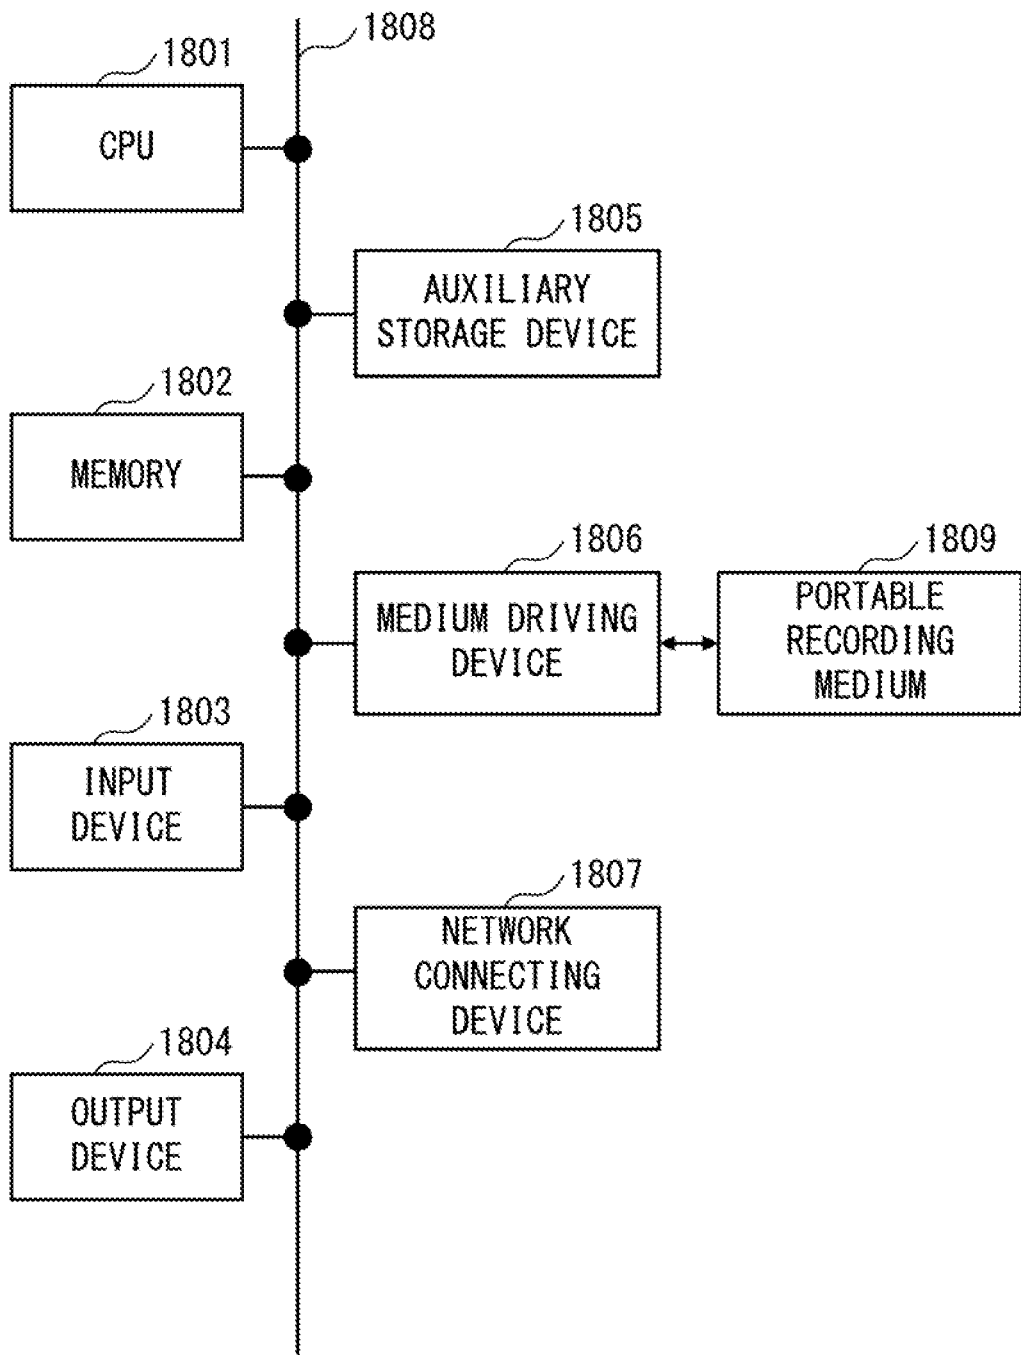 1808
1801
CPU
1805
AUXILIARY
STORAGE DEVICE
1802
MEMORY
1806
MEDIUM DRIVING
DEVICE
1809
PORTABLE
RECORDING
MEDIUM
1803
INPUT
DEVICE
1807
NETWORK
CONNECTING
DEVICE
1804
OUTPUT
DEVICE